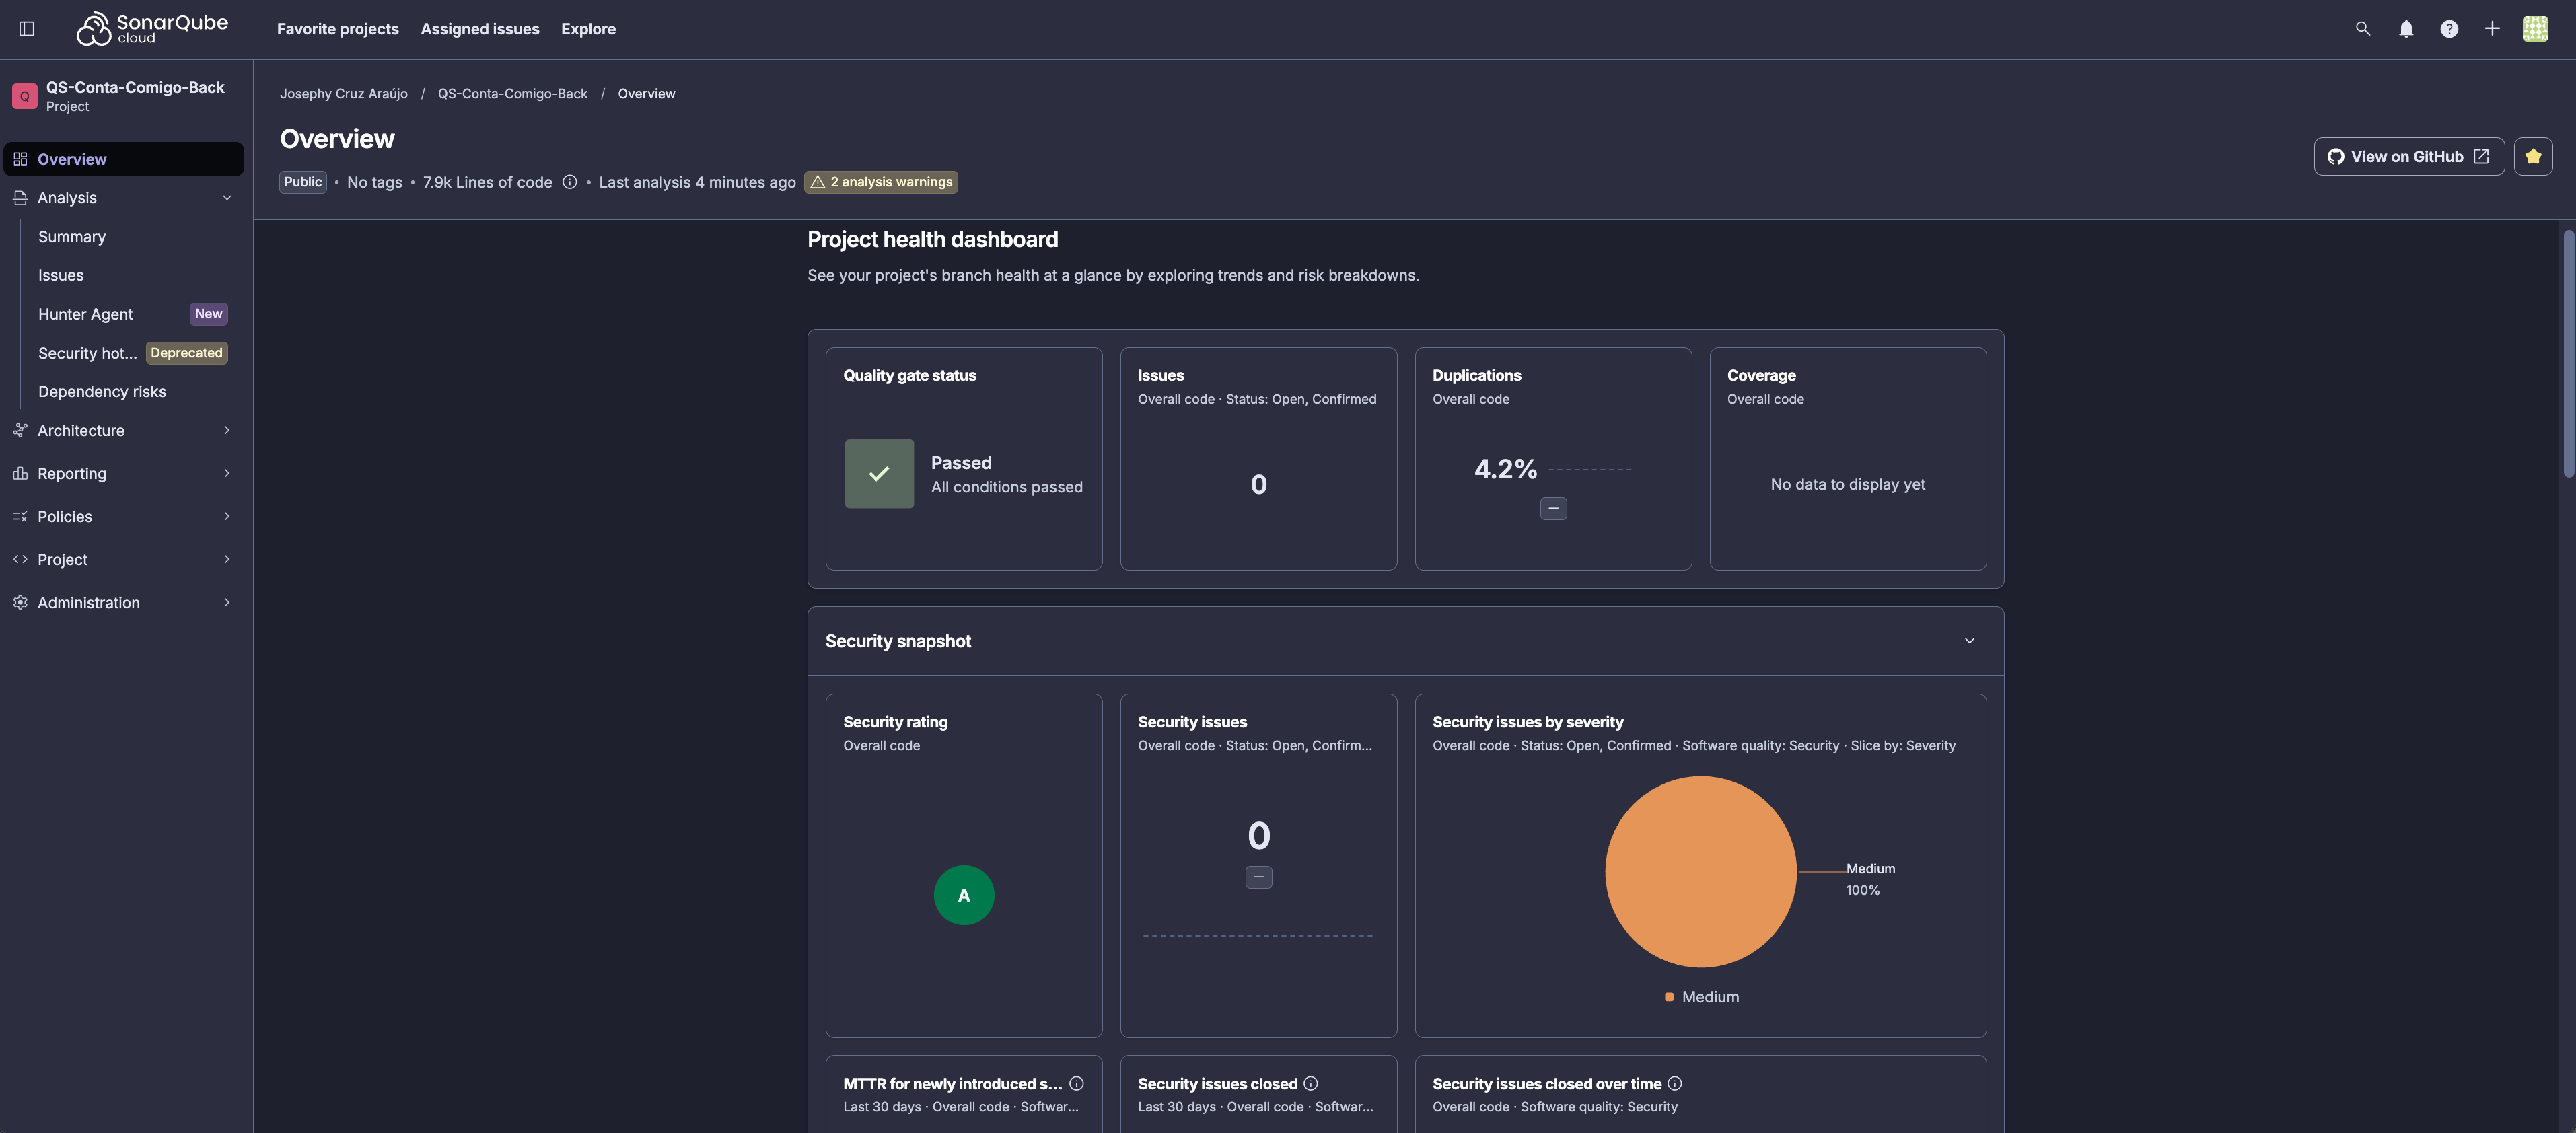 SonarQube cloud
Favorite projects Assigned issues Explore
Q QS-Conta-Comigo-Back
Project
Overview
Analysis
Summary
Issues
Hunter Agent New
Security hot... Deprecated
Dependency risks
Architecture
Reporting
Policies
Project
Administration
Josephy Cruz Araújo / QS-Conta-Comigo-Back / Overview
Overview
Public • No tags • 7.9k Lines of code • Last analysis 4 minutes ago 2 analysis warnings
View on GitHub
Project health dashboard
See your project's branch health at a glance by exploring trends and risk breakdowns.
Quality gate status
Passed
All conditions passed
Issues
Overall code · Status: Open, Confirmed
0
Duplications
Overall code
4.2%
Coverage
Overall code
No data to display yet
Security snapshot
Security rating
Overall code
A
Security issues
Overall code · Status: Open, Confirm...
0
Security issues by severity
Overall code · Status: Open, Confirmed · Software quality: Security · Slice by: Severity
Medium
100%
Medium
MTTR for newly introduced s...
Last 30 days · Overall code · Softwar...
Security issues closed
Last 30 days · Overall code · Softwar...
Security issues closed over time
Overall code · Software quality: Security